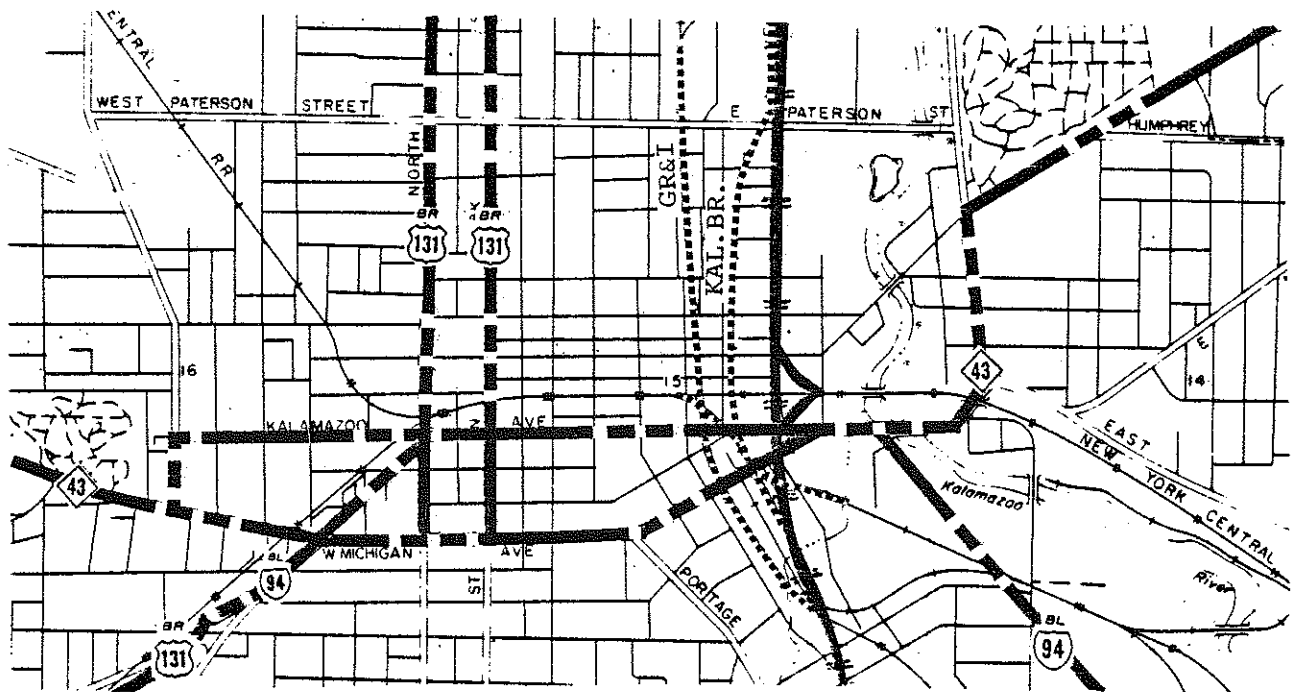 ENTRAL
RR
WEST PATERSON STREET
E PATERSON ST
HUMPHREY
NORTH
GR&I
KAL. BR.
BR
131
BR
131
16
15
14
43
KALAMAZOO AVE
EAST
NEW YORK CENTRAL
43
Kalamazoo
River
W MICHIGAN AVE
BL
94
ST
PORTAGE
BR
131
BL
94